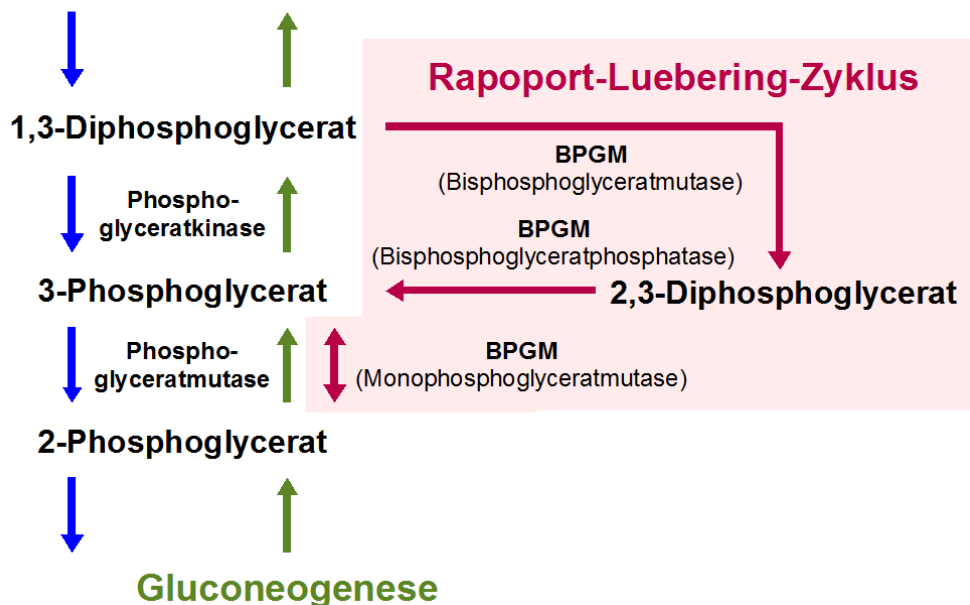 Rapoport-Luebering-Zyklus
1,3-Diphosphoglycerat
BPGM
(Bisphosphoglyceratmutase)
Phospho-
glyceratkinase
BPGM
(Bisphosphoglyceratphosphatase)
3-Phosphoglycerat
2,3-Diphosphoglycerat
Phospho-
glyceratmutase
BPGM
(Monophosphoglyceratmutase)
2-Phosphoglycerat
Gluconeogenese